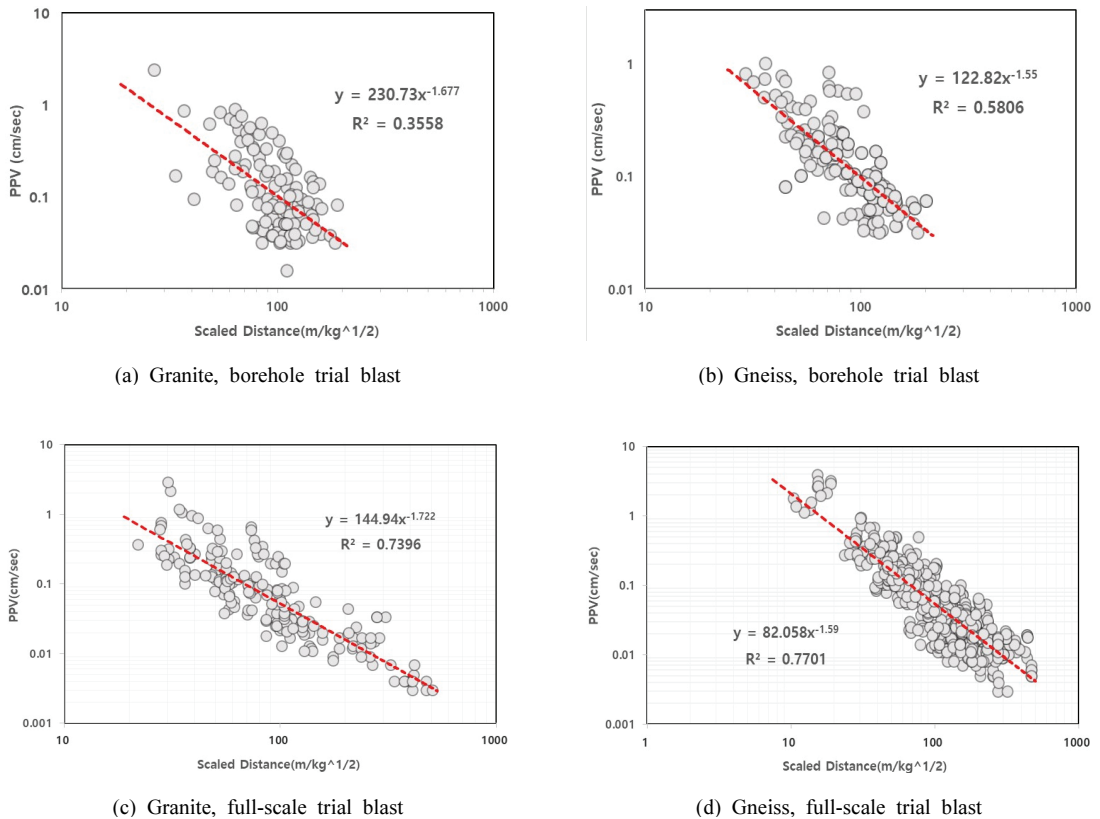 10
1
0.1
0.01
PPV (cm/sec)
y = 230.73x^-1.677
R² = 0.3558
10
100
1000
Scaled Distance(m/kg^1/2)
(a) Granite, borehole trial blast
1
0.1
0.01
PPV (cm/sec)
y = 122.82x^-1.55
R² = 0.5806
10
100
1000
Scaled Distance(m/kg^1/2)
(b) Gneiss, borehole trial blast
10
1
0.1
0.01
0.001
PPV(cm/sec)
y = 144.94x^-1.722
R² = 0.7396
10
100
1000
Scaled Distance(m/kg^1/2)
(c) Granite, full-scale trial blast
10
1
0.1
0.01
0.001
PPV(cm/sec)
y = 82.058x^-1.59
R² = 0.7701
1
10
100
1000
Scaled Distance(m/kg^1/2)
(d) Gneiss, full-scale trial blast